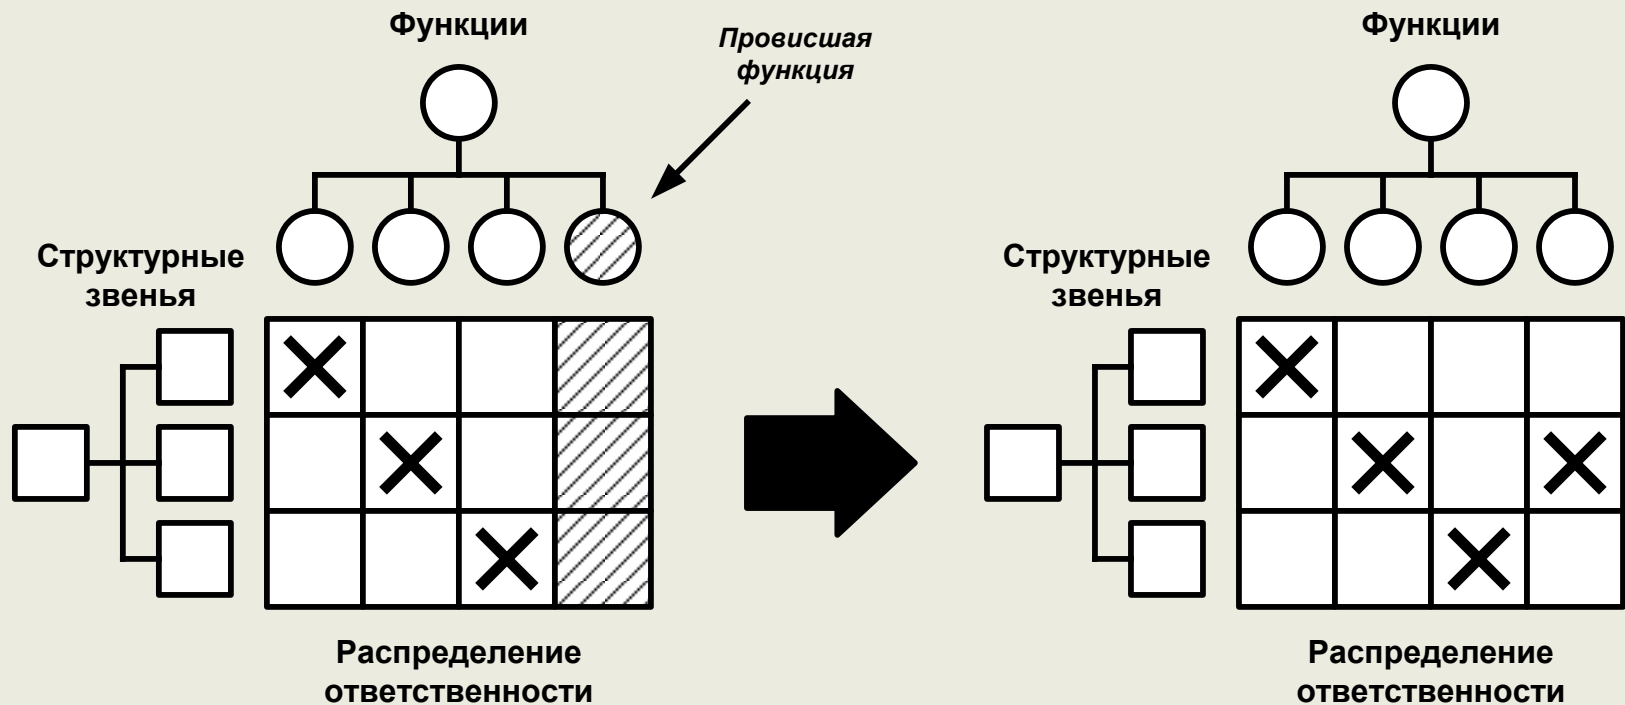 Функции
Провисшая
функция
Структурные
звенья
Распределение
ответственности
Функции
Структурные
звенья
Распределение
ответственности